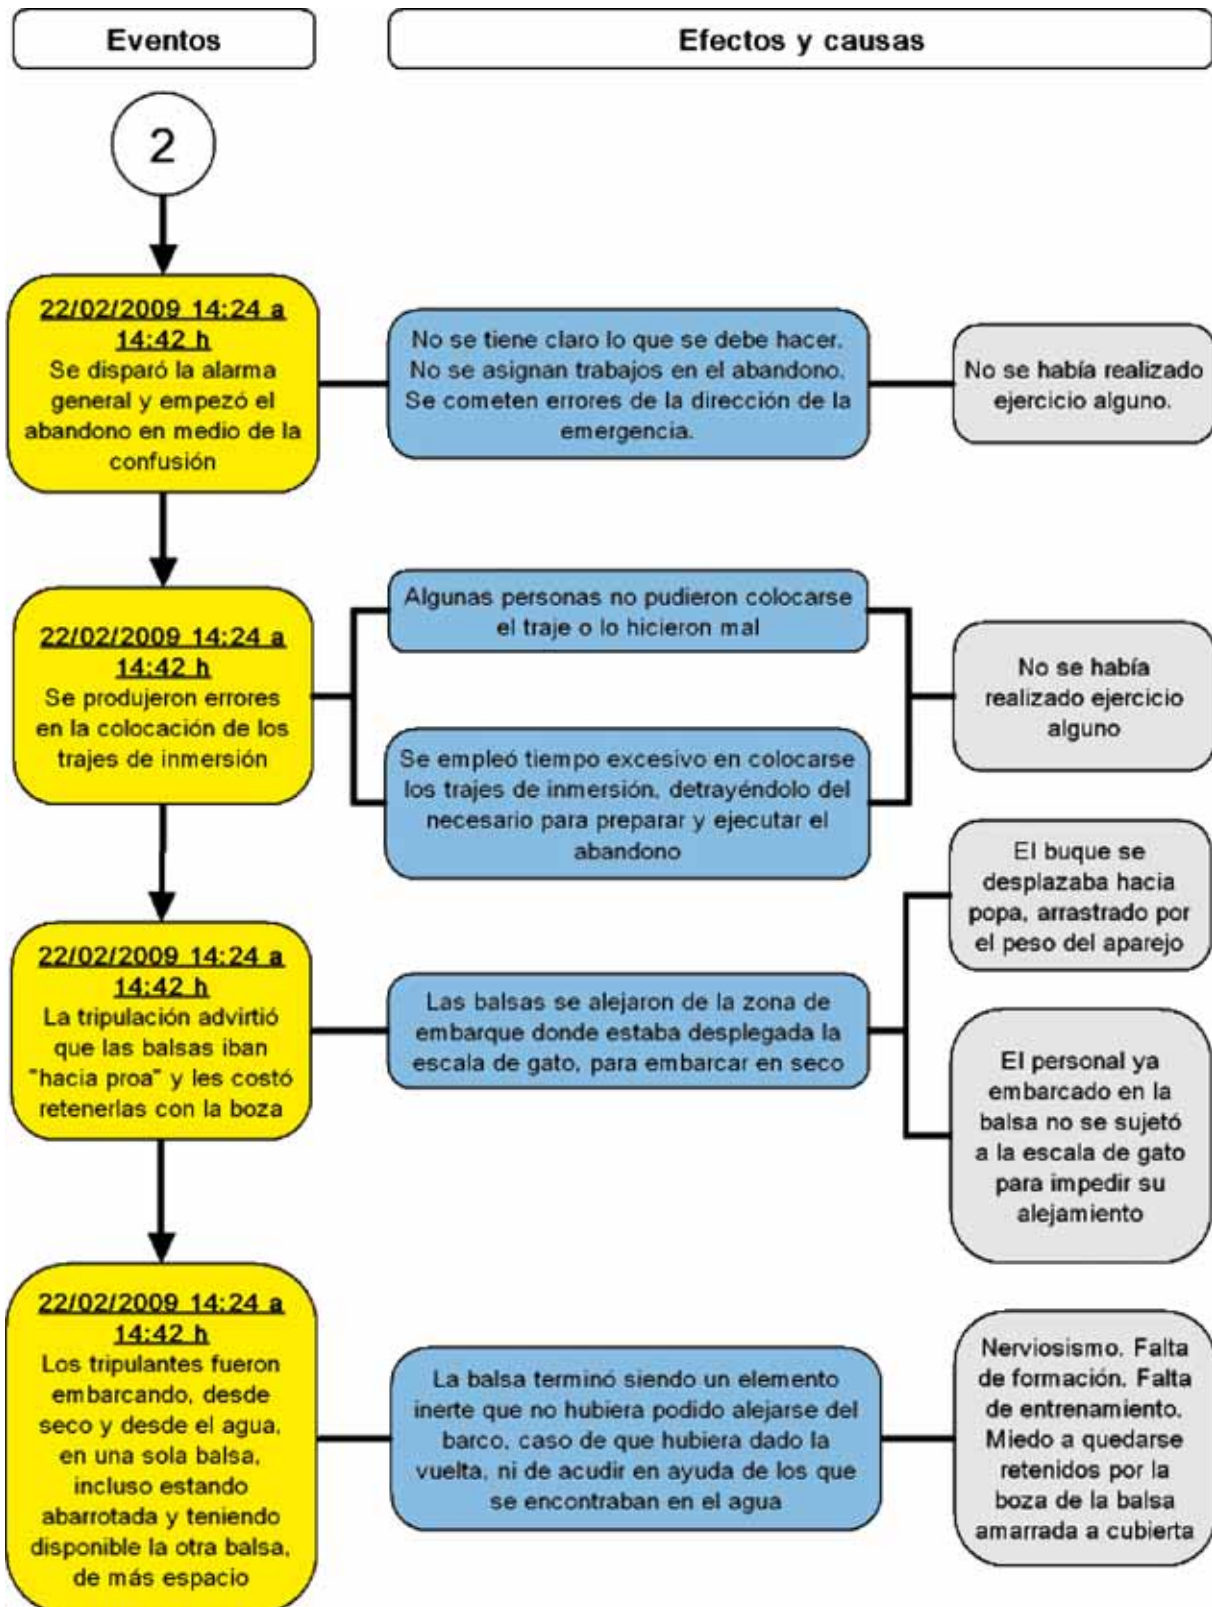 Eventos
Efectos y causas
2
22/02/2009 14:24 a
14:42 h
Se disparó la alarma
general y empezó el
abandono en medio de la
confusión
No se tiene claro lo que se debe hacer.
No se asignan trabajos en el abandono.
Se cometen errores de la dirección de la
emergencia.
No se había realizado
ejercicio alguno.
22/02/2009 14:24 a
14:42 h
Se produjeron errores
en la colocación de los
trajes de inmersión
Algunas personas no pudieron colocarse
el traje o lo hicieron mal
Se empleó tiempo excesivo en colocarse
los trajes de inmersión, detrayéndolo del
necesario para preparar y ejecutar el
abandono
No se había
realizado ejercicio
alguno
22/02/2009 14:24 a
14:42 h
La tripulación advirtió
que las balsas iban
"hacia proa" y les costó
retenerlas con la boza
Las balsas se alejaron de la zona de
embarque donde estaba desplegada la
escala de gato, para embarcar en seco
El buque se
desplazaba hacia
popa, arrastrado por
el peso del aparejo
El personal ya
embarcado en la
balsa no se sujetó
a la escala de gato
para impedir su
alejamiento
22/02/2009 14:24 a
14:42 h
Los tripulantes fueron
embarcando, desde
seco y desde el agua,
en una sola balsa,
incluso estando
abarrotada y teniendo
disponible la otra balsa,
de más espacio
La balsa terminó siendo un elemento
inerte que no hubiera podido alejarse del
barco, caso de que hubiera dado la
vuelta, ni de acudir en ayuda de los que
se encontraban en el agua
Nerviosismo. Falta
de formación. Falta
de entrenamiento.
Miedo a quedarse
retenidos por la
boza de la balsa
amarrada a cubierta